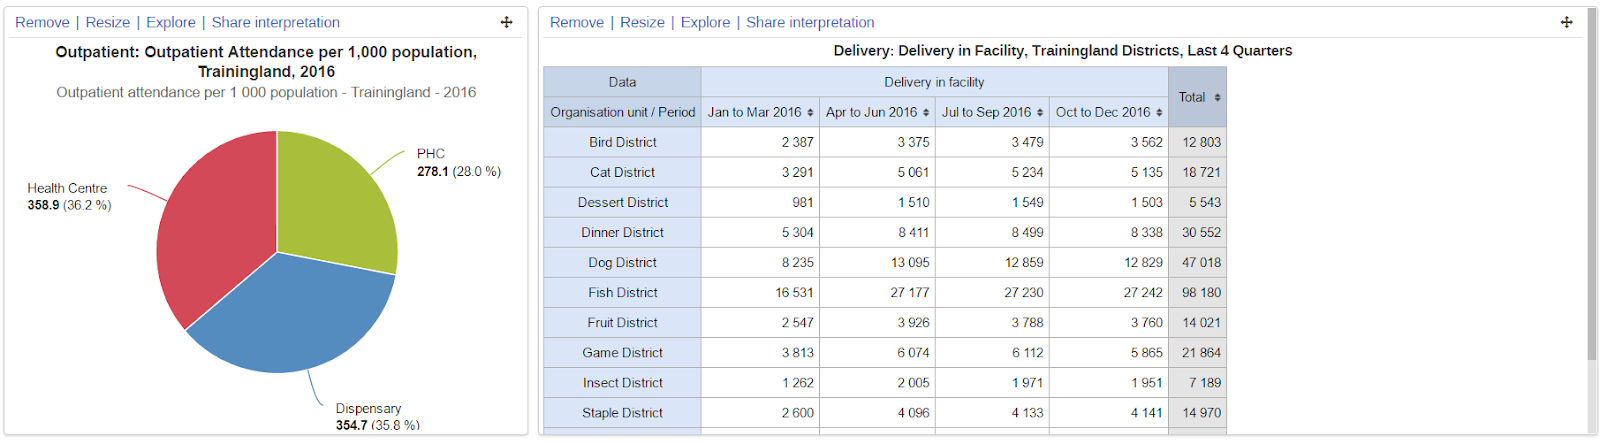 Remove | Resize | Explore | Share interpretation
Outpatient: Outpatient Attendance per 1,000 population,
Trainingland, 2016
Outpatient attendance per 1 000 population - Trainingland - 2016
PHC
278.1 (28.0 %)
Health Centre
358.9 (36.2 %)
Dispensary
354.7 (35.8 %)
Remove | Resize | Explore | Share interpretation
Delivery: Delivery in Facility, Trainingland Districts, Last 4 Quarters
Data Delivery in facility Total
Organisation unit / Period Jan to Mar 2016 Apr to Jun 2016 Jul to Sep 2016 Oct to Dec 2016
Bird District 2 387 3 375 3 479 3 562 12 803
Cat District 3 291 5 061 5 234 5 135 18 721
Dessert District 981 1 510 1 549 1 503 5 543
Dinner District 5 304 8 411 8 499 8 338 30 552
Dog District 8 235 13 095 12 859 12 829 47 018
Fish District 16 531 27 177 27 230 27 242 98 180
Fruit District 2 547 3 926 3 788 3 760 14 021
Game District 3 813 6 074 6 112 5 865 21 864
Insect District 1 262 2 005 1 971 1 951 7 189
Staple District 2 600 4 096 4 133 4 141 14 970